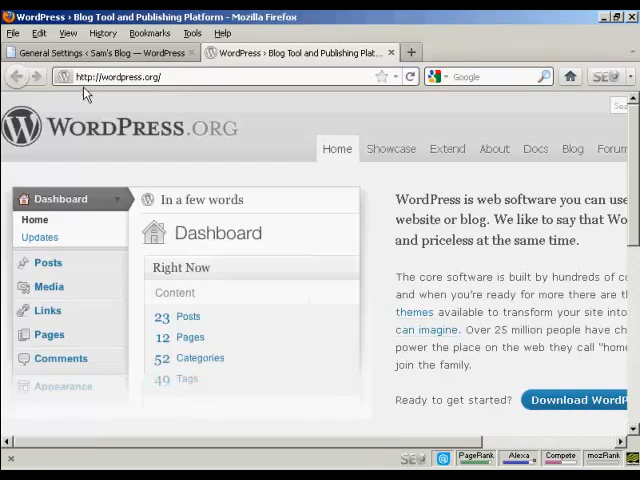 WordPress › Blog Tool and Publishing Platform - Mozilla Firefox
File Edit View History Bookmarks Tools Help
General Settings ‹ Sam's Blog — WordPress
WordPress › Blog Tool and Publishing Plat...
http://wordpress.org/
Google
SEO
WORDPRESS.ORG
Sea
Home Showcase Extend About Docs Blog Forum
Dashboard
Home
Updates
Posts
Media
Links
Pages
Comments
Appearance
In a few words
Dashboard
Right Now
Content
23 Posts
12 Pages
52 Categories
49 Tags
WordPress is web software you can use
website or blog. We like to say that Wo
and priceless at the same time.
The core software is built by hundreds of co
and when you're ready for more there are th
themes available to transform your site into
can imagine. Over 25 million people have ch
power the place on the web they call "home
join the family.
Ready to get started?
Download WordP
SEO
PageRank
Alexa
Compete
mozRank